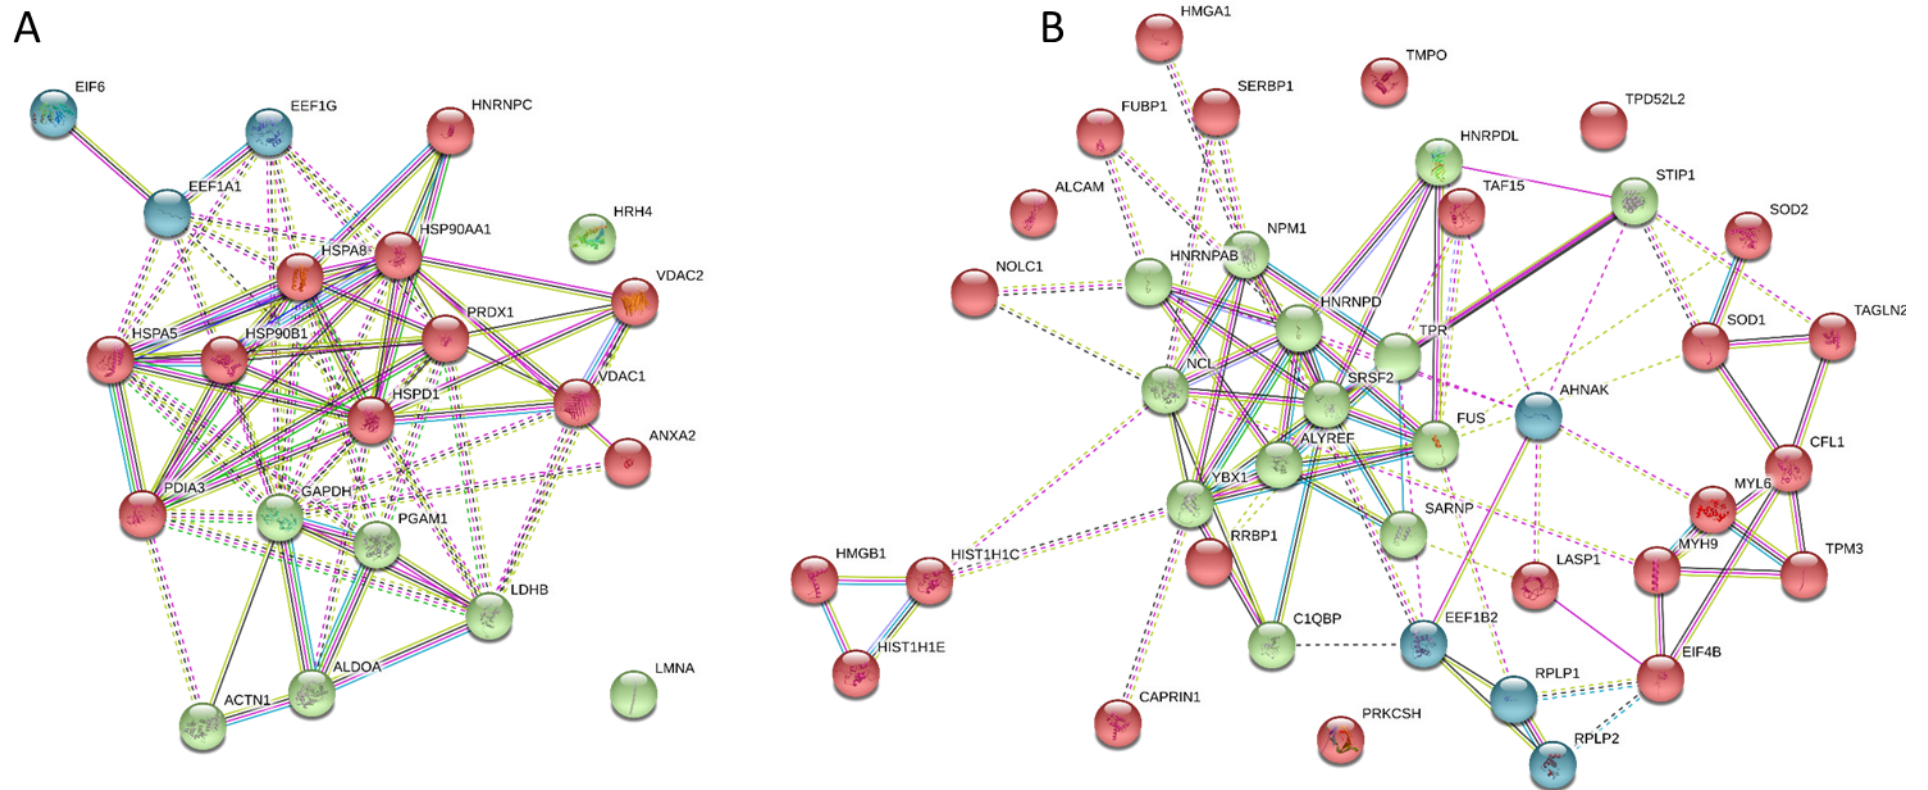 A
EIF6
EEF1G
HNRNPC
EEF1A1
HRH4
HSP90AA1
HSPA8
VDAC2
PRDX1
HSPA5
HSP90B1
VDAC1
HSPD1
ANXA2
PDIA3
GAPDH
PGAM1
LDHB
ALDOA
LMNA
ACTN1
B
HMGA1
TMPO
SERBP1
TPD52L2
FUBP1
HNRPDL
STIP1
ALCAM
TAF15
SOD2
NPM1
HNRNPAB
NOLC1
HNRNPD
TAGLN2
SOD1
TPR
NCL
SRSF2
AHNAK
FUS
CFL1
ALYREF
MYL6
YBX1
SARNP
RRBP1
MYH9
HMGB1
HIST1H1C
LASP1
TPM3
C1QBP
EEF1B2
HIST1H1E
EIF4B
RPLP1
CAPRIN1
PRKCSH
RPLP2